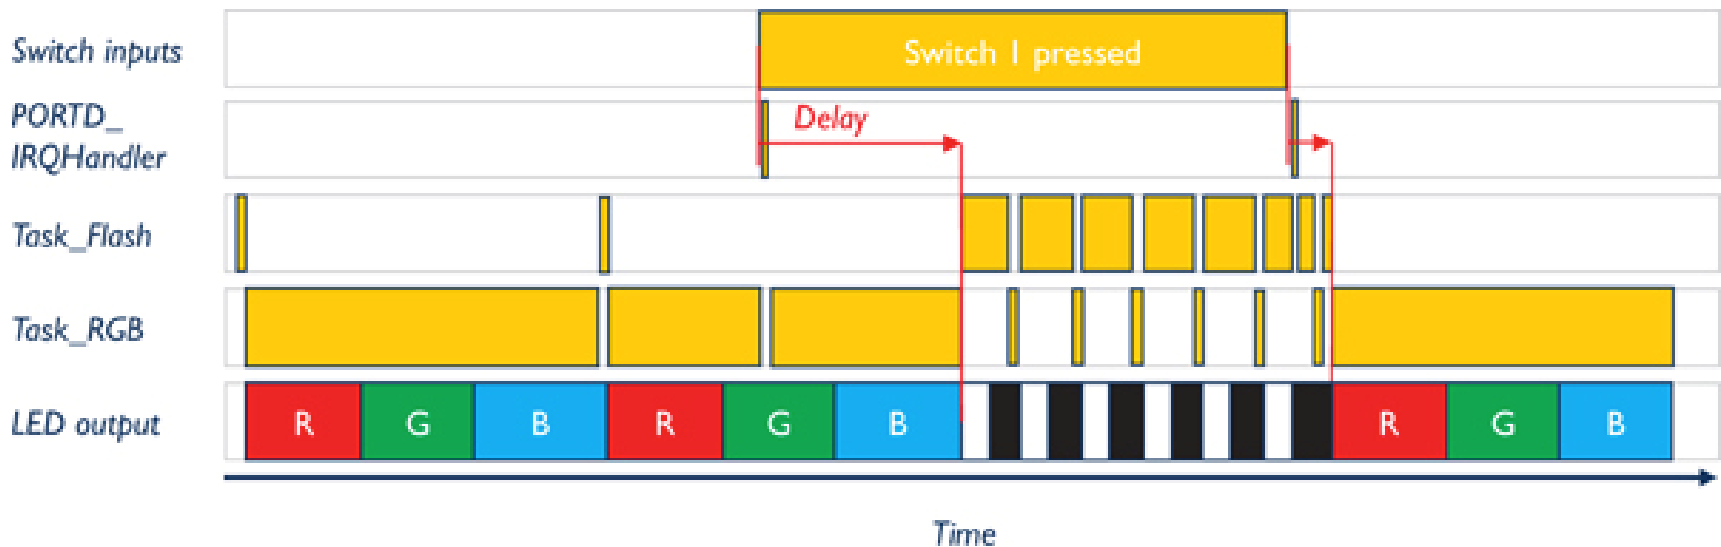 Switch inputs
Switch 1 pressed
PORTD_
IRQHandler
Delay
Task_Flash
Task_RGB
LED output
R G B R G B R G B
Time